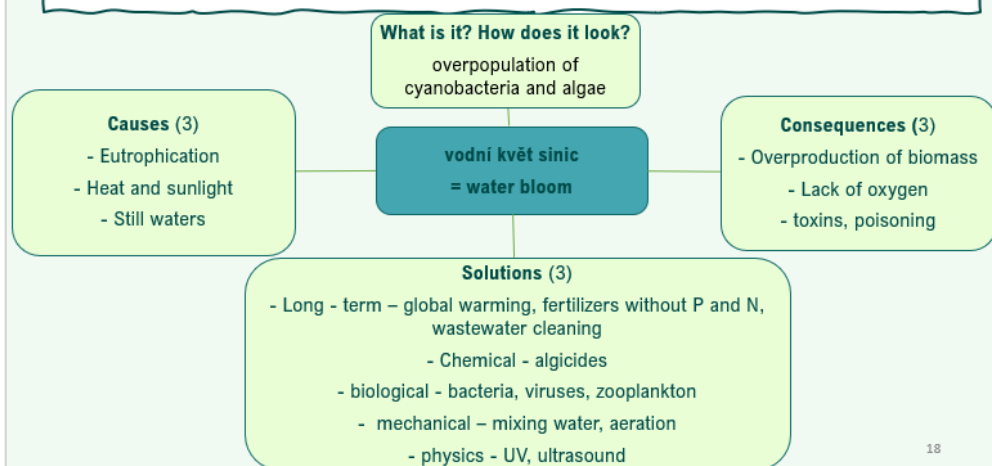 What is it? How does it look?
overpopulation of
cyanobacteria and algae
Causes (3)
- Eutrophication
- Heat and sunlight
- Still waters
vodní květ sinic
= water bloom
Consequences (3)
- Overproduction of biomass
- Lack of oxygen
- toxins, poisoning
Solutions (3)
- Long - term – global warming, fertilizers without P and N,
wastewater cleaning
- Chemical - algicides
- biological - bacteria, viruses, zooplankton
- mechanical – mixing water, aeration
- physics - UV, ultrasound
18